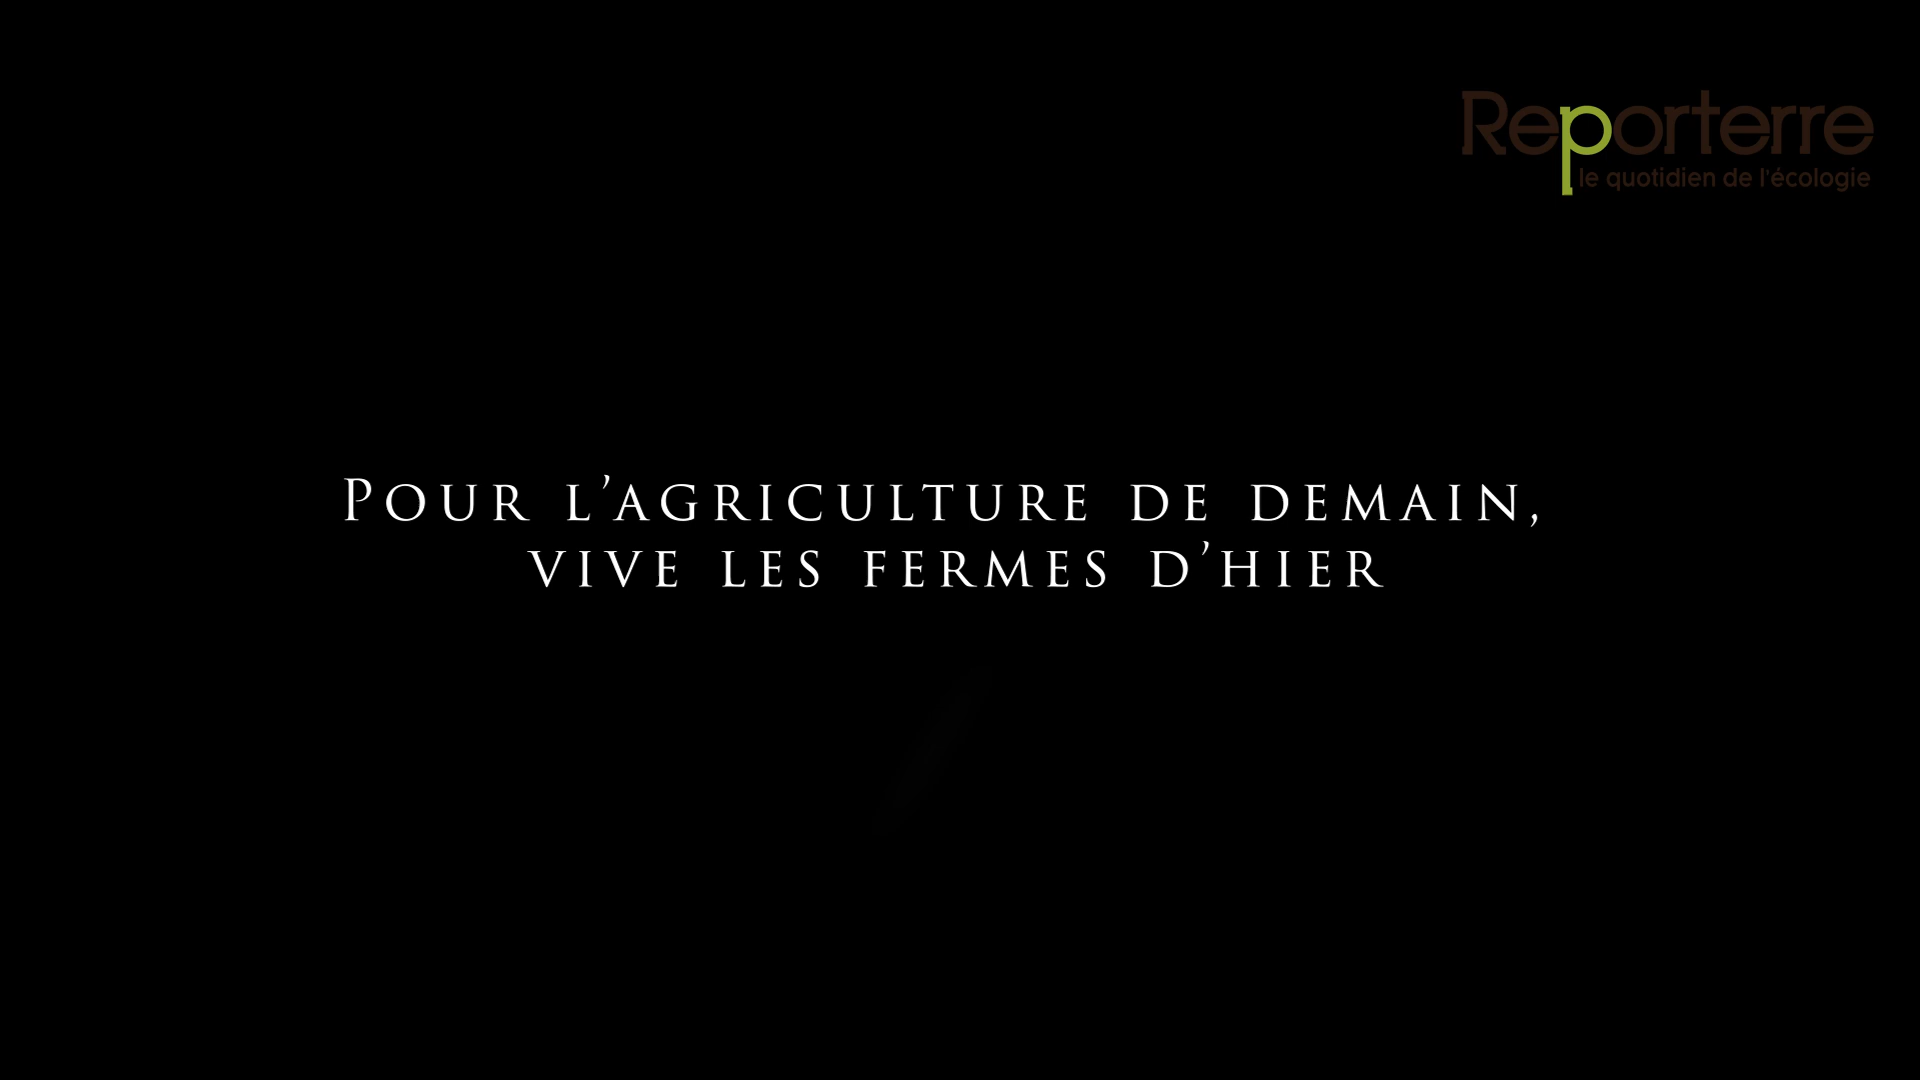 Reporterre
le quotidien de l'écologie
Pour l’agriculture de demain,
vive les fermes d’hier